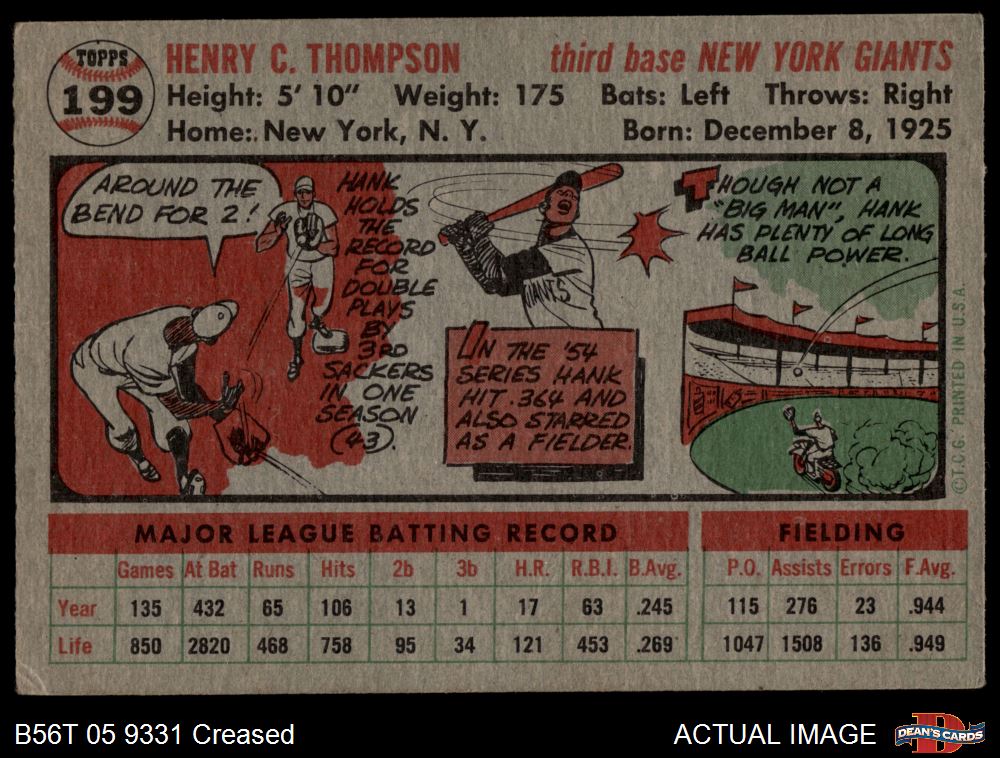 TOPPS
199
HENRY C. THOMPSON third base NEW YORK GIANTS
Height: 5' 10" Weight: 175 Bats: Left Throws: Right
Home: New York, N. Y. Born: December 8, 1925
AROUND THE
BEND FOR 2!
HANK
HOLDS
THE
RECORD
FOR
DOUBLE
PLAYS
BY
3RD
SACKERS
IN ONE
SEASON
(43).
GIANTS
IN THE '54
SERIES HANK
HIT .364 AND
ALSO STARRED
AS A FIELDER.
THOUGH NOT A
"BIG MAN", HANK
HAS PLENTY OF LONG
BALL POWER.
©T.C.G. PRINTED IN U.S.A.
MAJOR LEAGUE BATTING RECORD FIELDING
Games At Bat Runs Hits 2b 3b H.R. R.B.I. B.Avg. P.O. Assists Errors F.Avg.
Year 135 432 65 106 13 1 17 63 .245 115 276 23 .944
Life 850 2820 468 758 95 34 121 453 .269 1047 1508 136 .949
B56T 05 9331 Creased ACTUAL IMAGE
D
DEAN'S CARDS